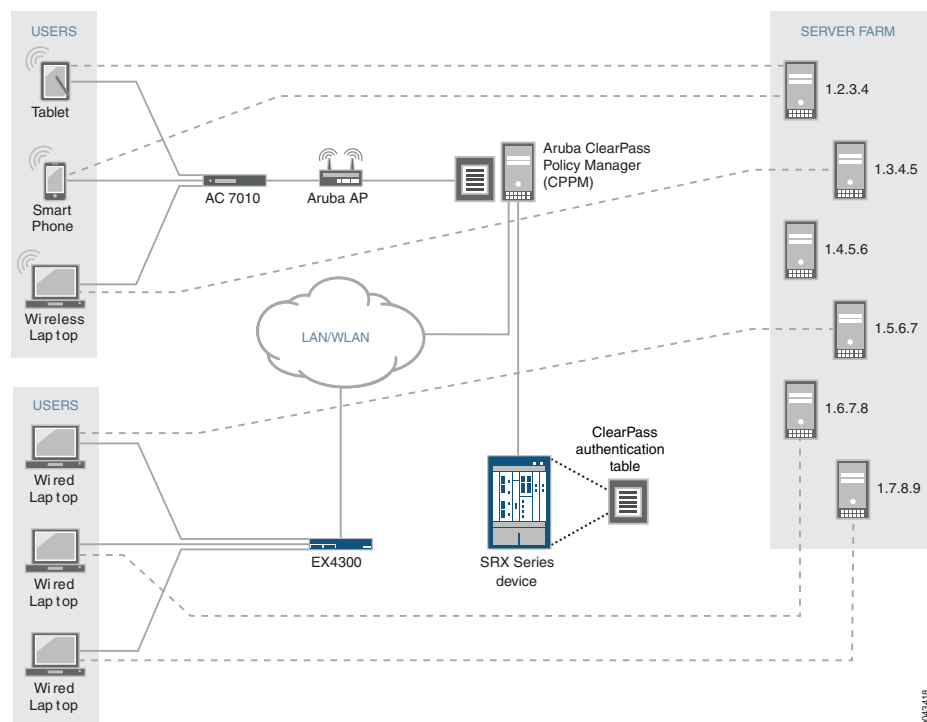 USERS
Tablet
Smart
Phone
Wireless
Laptop
AC 7010
Aruba AP
Aruba ClearPass
Policy Manager
(CPPM)
LAN/WLAN
SERVER FARM
1.2.3.4
1.3.4.5
1.4.5.6
1.5.6.7
1.6.7.8
1.7.8.9
USERS
Wired
Laptop
Wired
Laptop
Wired
Laptop
EX4300
SRX Series
device
ClearPass
authentication
table